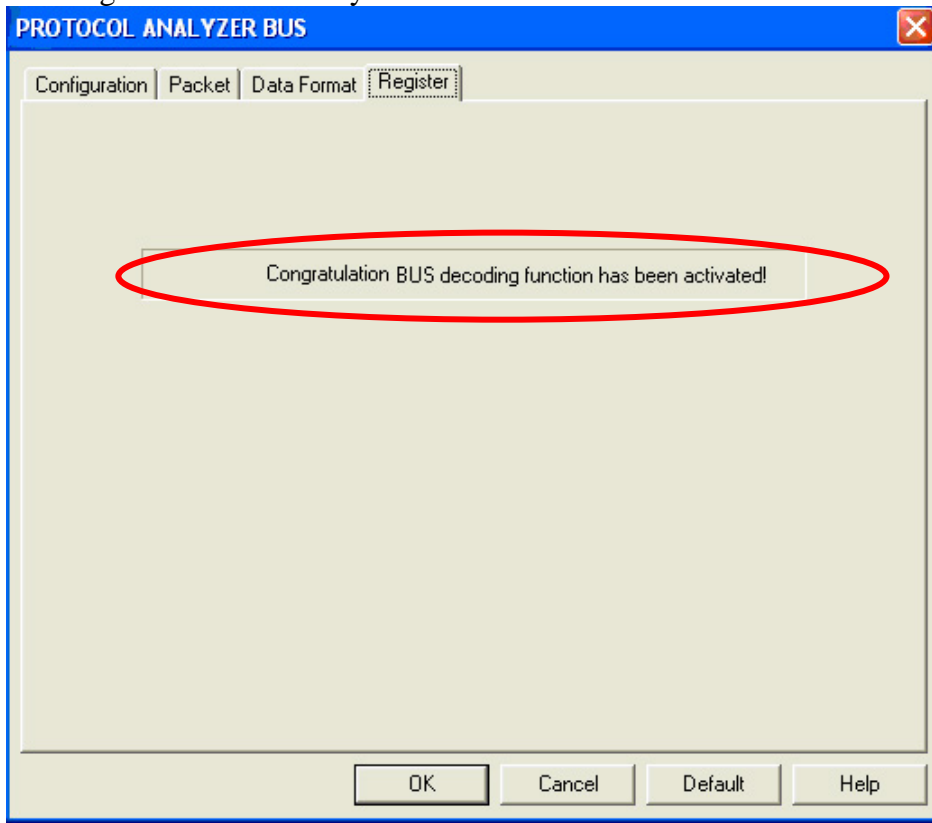 PROTOCOL ANALYZER BUS
Configuration Packet Data Format Register
Congratulation BUS decoding function has been activated!
OK Cancel Default Help